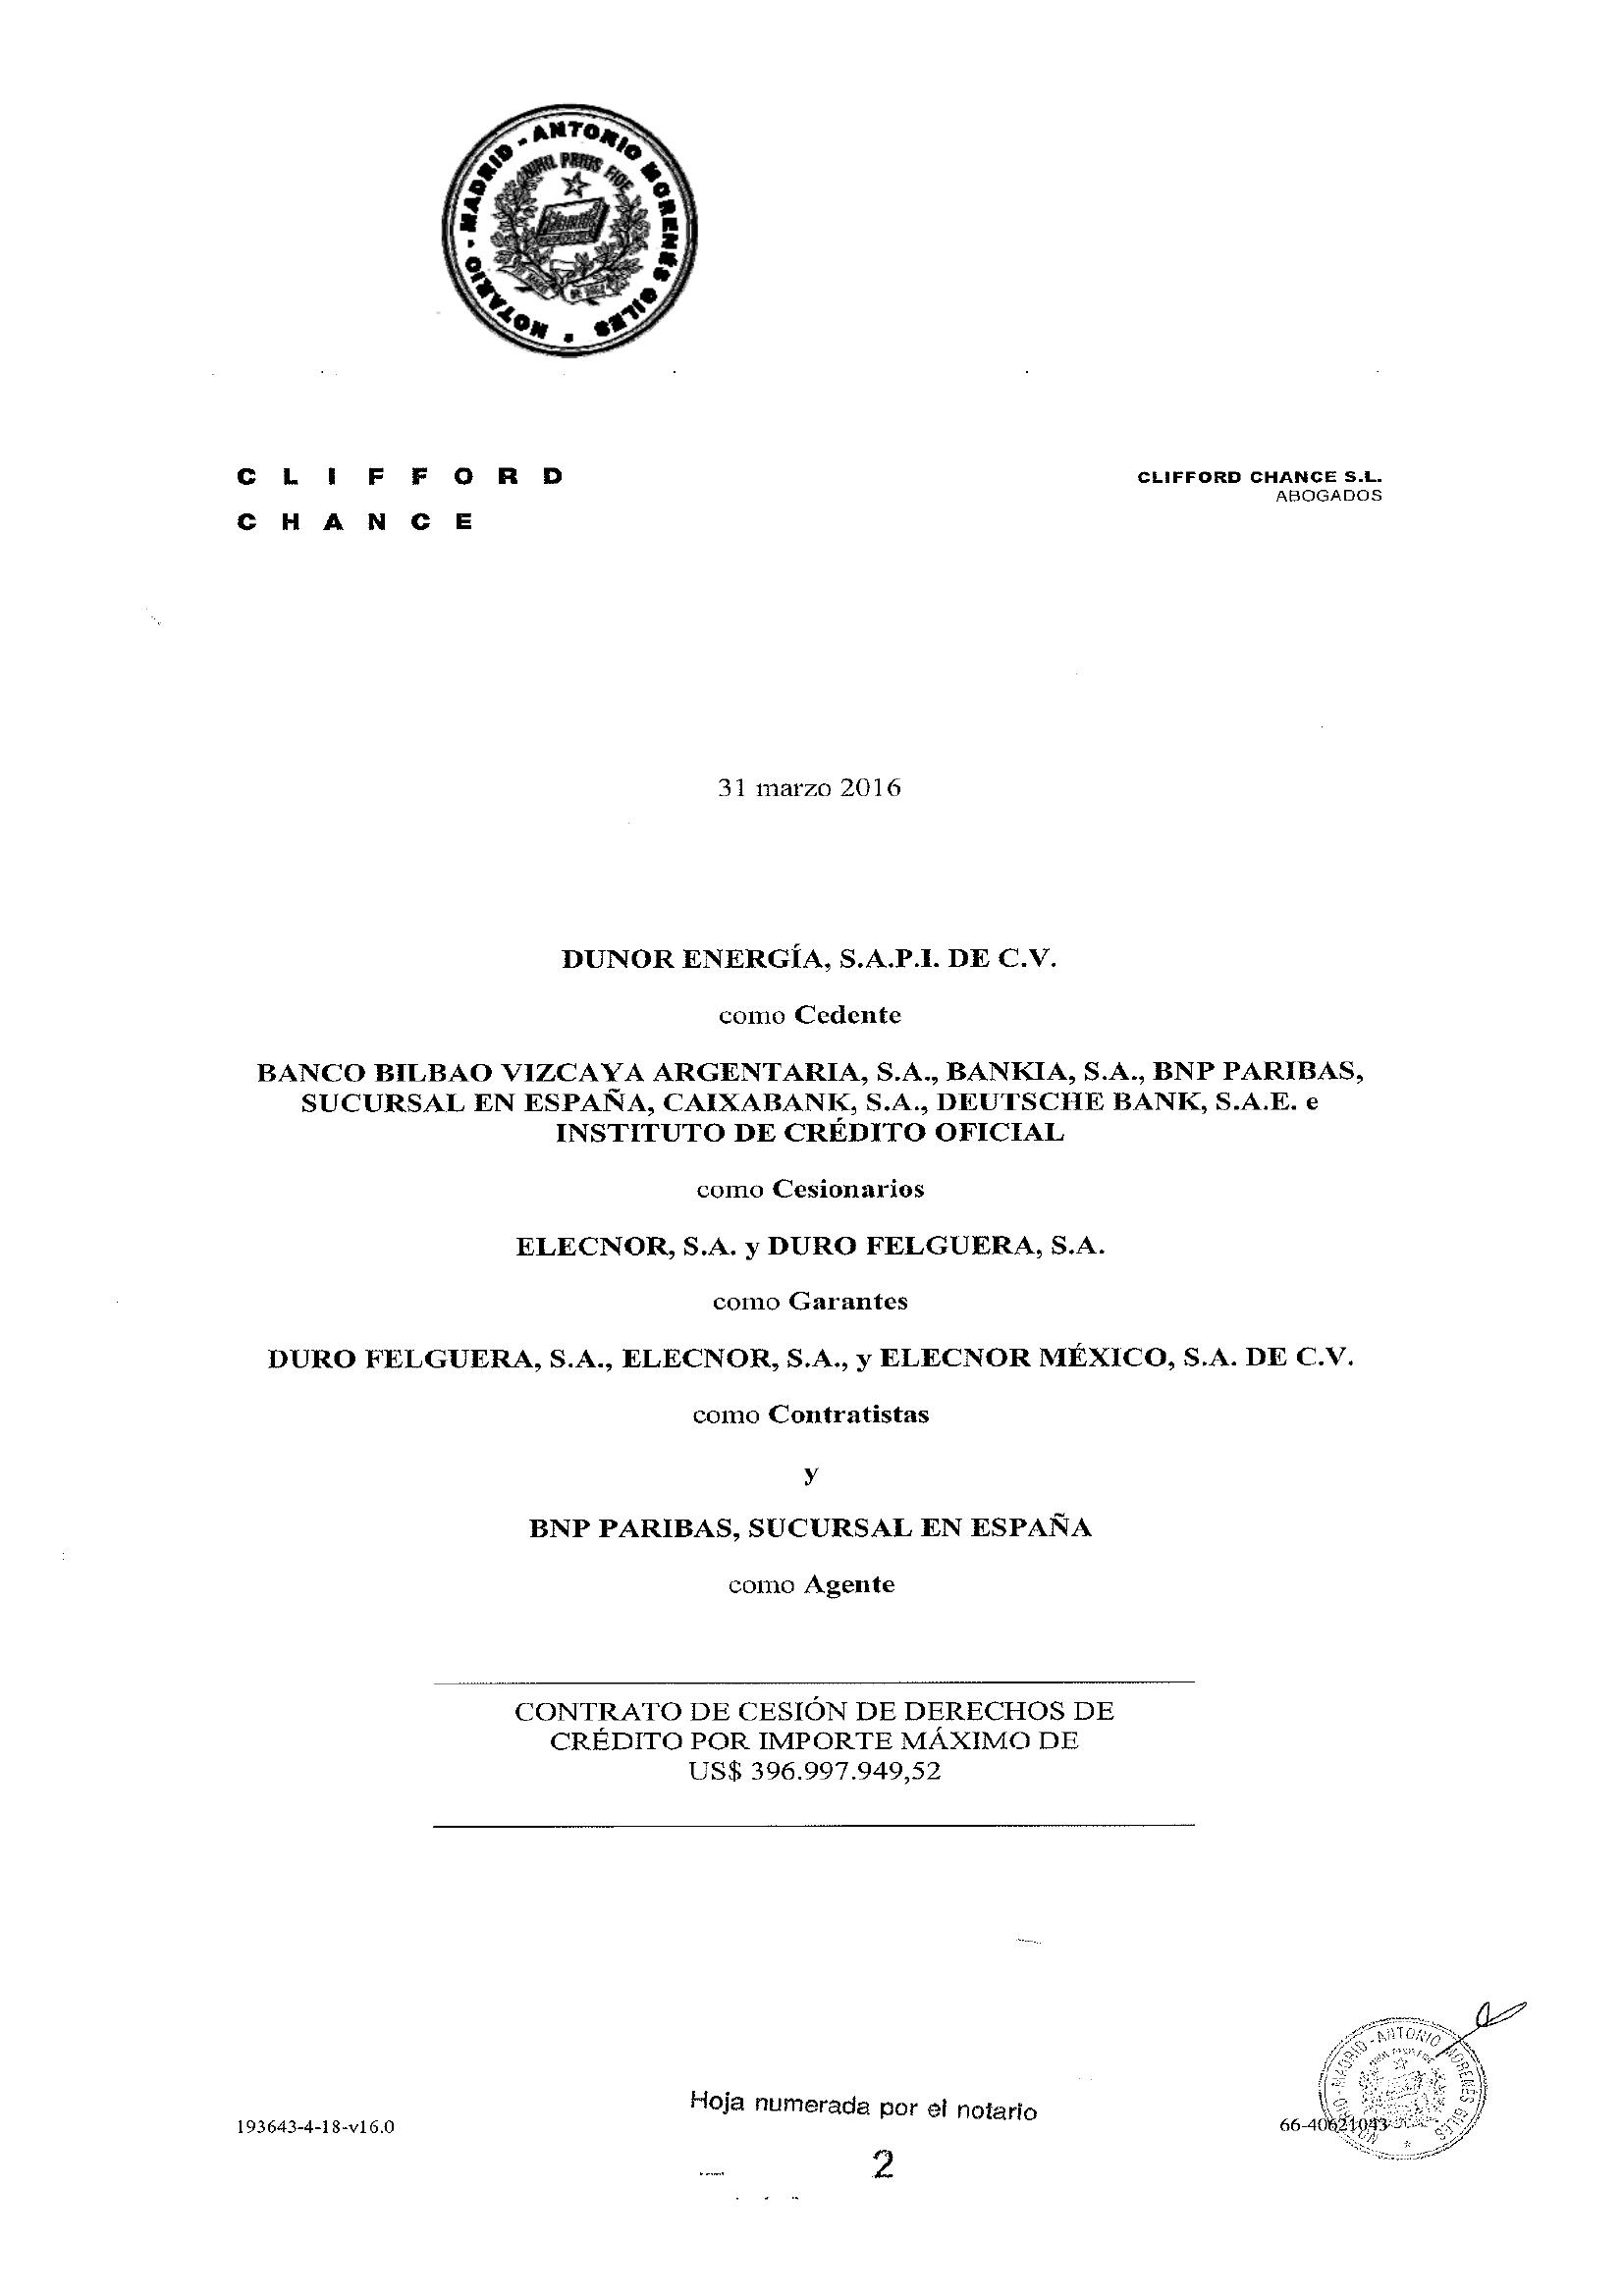 NOTARIO - MADRID - ANTONIO MORENÉS GILES
NIHIL PRIUS FIDE
C L I F F O R D
C H A N C E
CLIFFORD CHANCE S.L.
ABOGADOS
31 marzo 2016
DUNOR ENERGÍA, S.A.P.I. DE C.V.
como Cedente
BANCO BILBAO VIZCAYA ARGENTARIA, S.A., BANKIA, S.A., BNP PARIBAS,
SUCURSAL EN ESPAÑA, CAIXABANK, S.A., DEUTSCHE BANK, S.A.E. e
INSTITUTO DE CRÉDITO OFICIAL
como Cesionarios
ELECNOR, S.A. y DURO FELGUERA, S.A.
como Garantes
DURO FELGUERA, S.A., ELECNOR, S.A., y ELECNOR MÉXICO, S.A. DE C.V.
como Contratistas
y
BNP PARIBAS, SUCURSAL EN ESPAÑA
como Agente
CONTRATO DE CESIÓN DE DERECHOS DE
CRÉDITO POR IMPORTE MÁXIMO DE
US$ 396.997.949,52
Hoja numerada por el notario
193643-4-18-v16.0
66-40621043
NOTARIO - MADRID - ANTONIO MORENÉS GILES
2